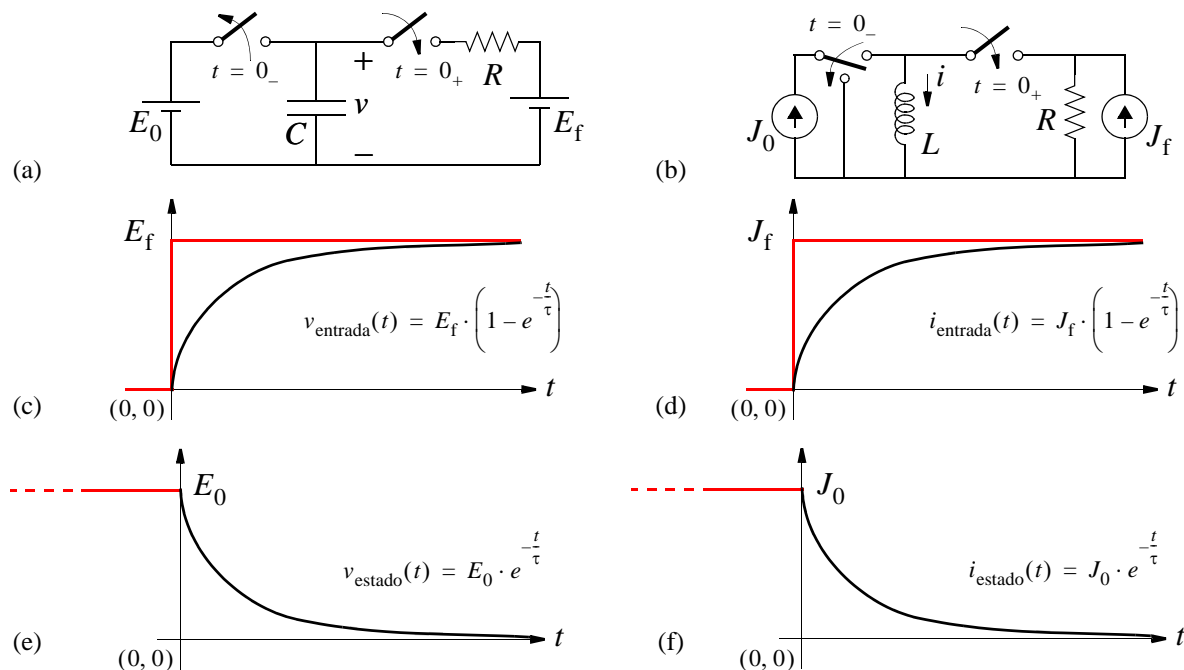 t = 0₋
+
t = 0₊
R
E₀
C
v
−
E_f
(a)
t = 0₋
i
t = 0₊
J₀
L
R
J_f
(b)
E_f
v_entrada(t) = E_f · (1 – e^(–t/τ))
t
(0, 0)
(c)
J_f
i_entrada(t) = J_f · (1 – e^(–t/τ))
t
(0, 0)
(d)
E₀
v_estado(t) = E₀ · e^(–t/τ)
t
(0, 0)
(e)
J₀
i_estado(t) = J₀ · e^(–t/τ)
t
(0, 0)
(f)